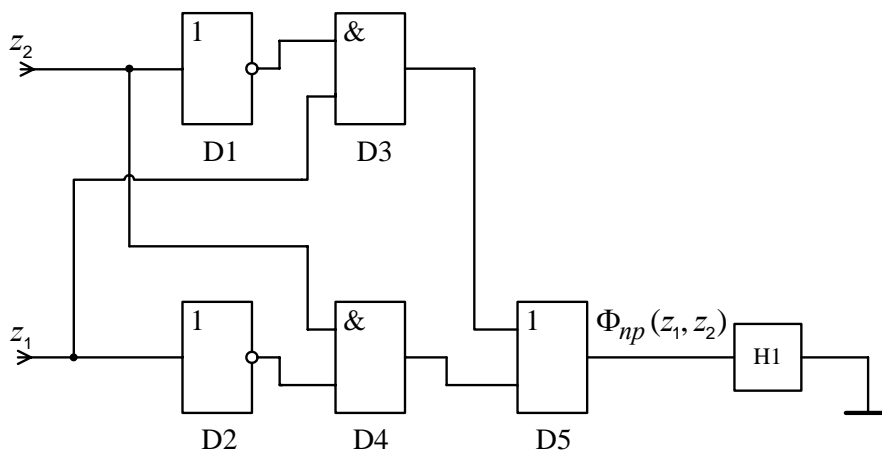 z₂
1
&
D1
D3
z₁
1
&
1
Φₙₚ(z₁, z₂)
H1
D2
D4
D5